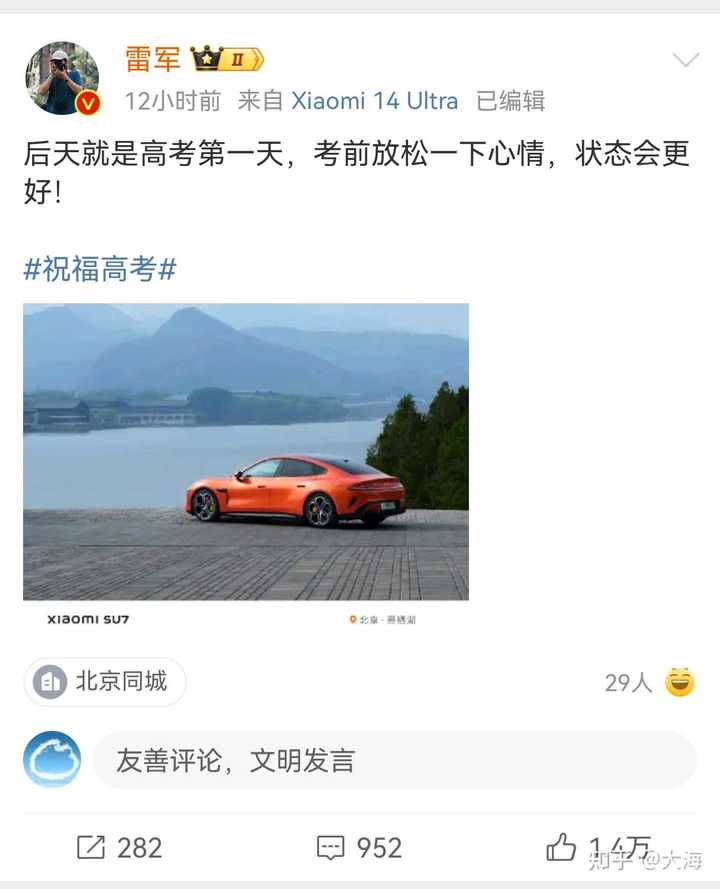 雷军 II
12小时前 来自 Xiaomi 14 Ultra 已编辑
后天就是高考第一天，考前放松一下心情，状态会更
好！
#祝福高考#
xiaomi SU7
北京·雁栖湖
北京同城
29人
友善评论，文明发言
282
952
1.4万
知乎 @大海